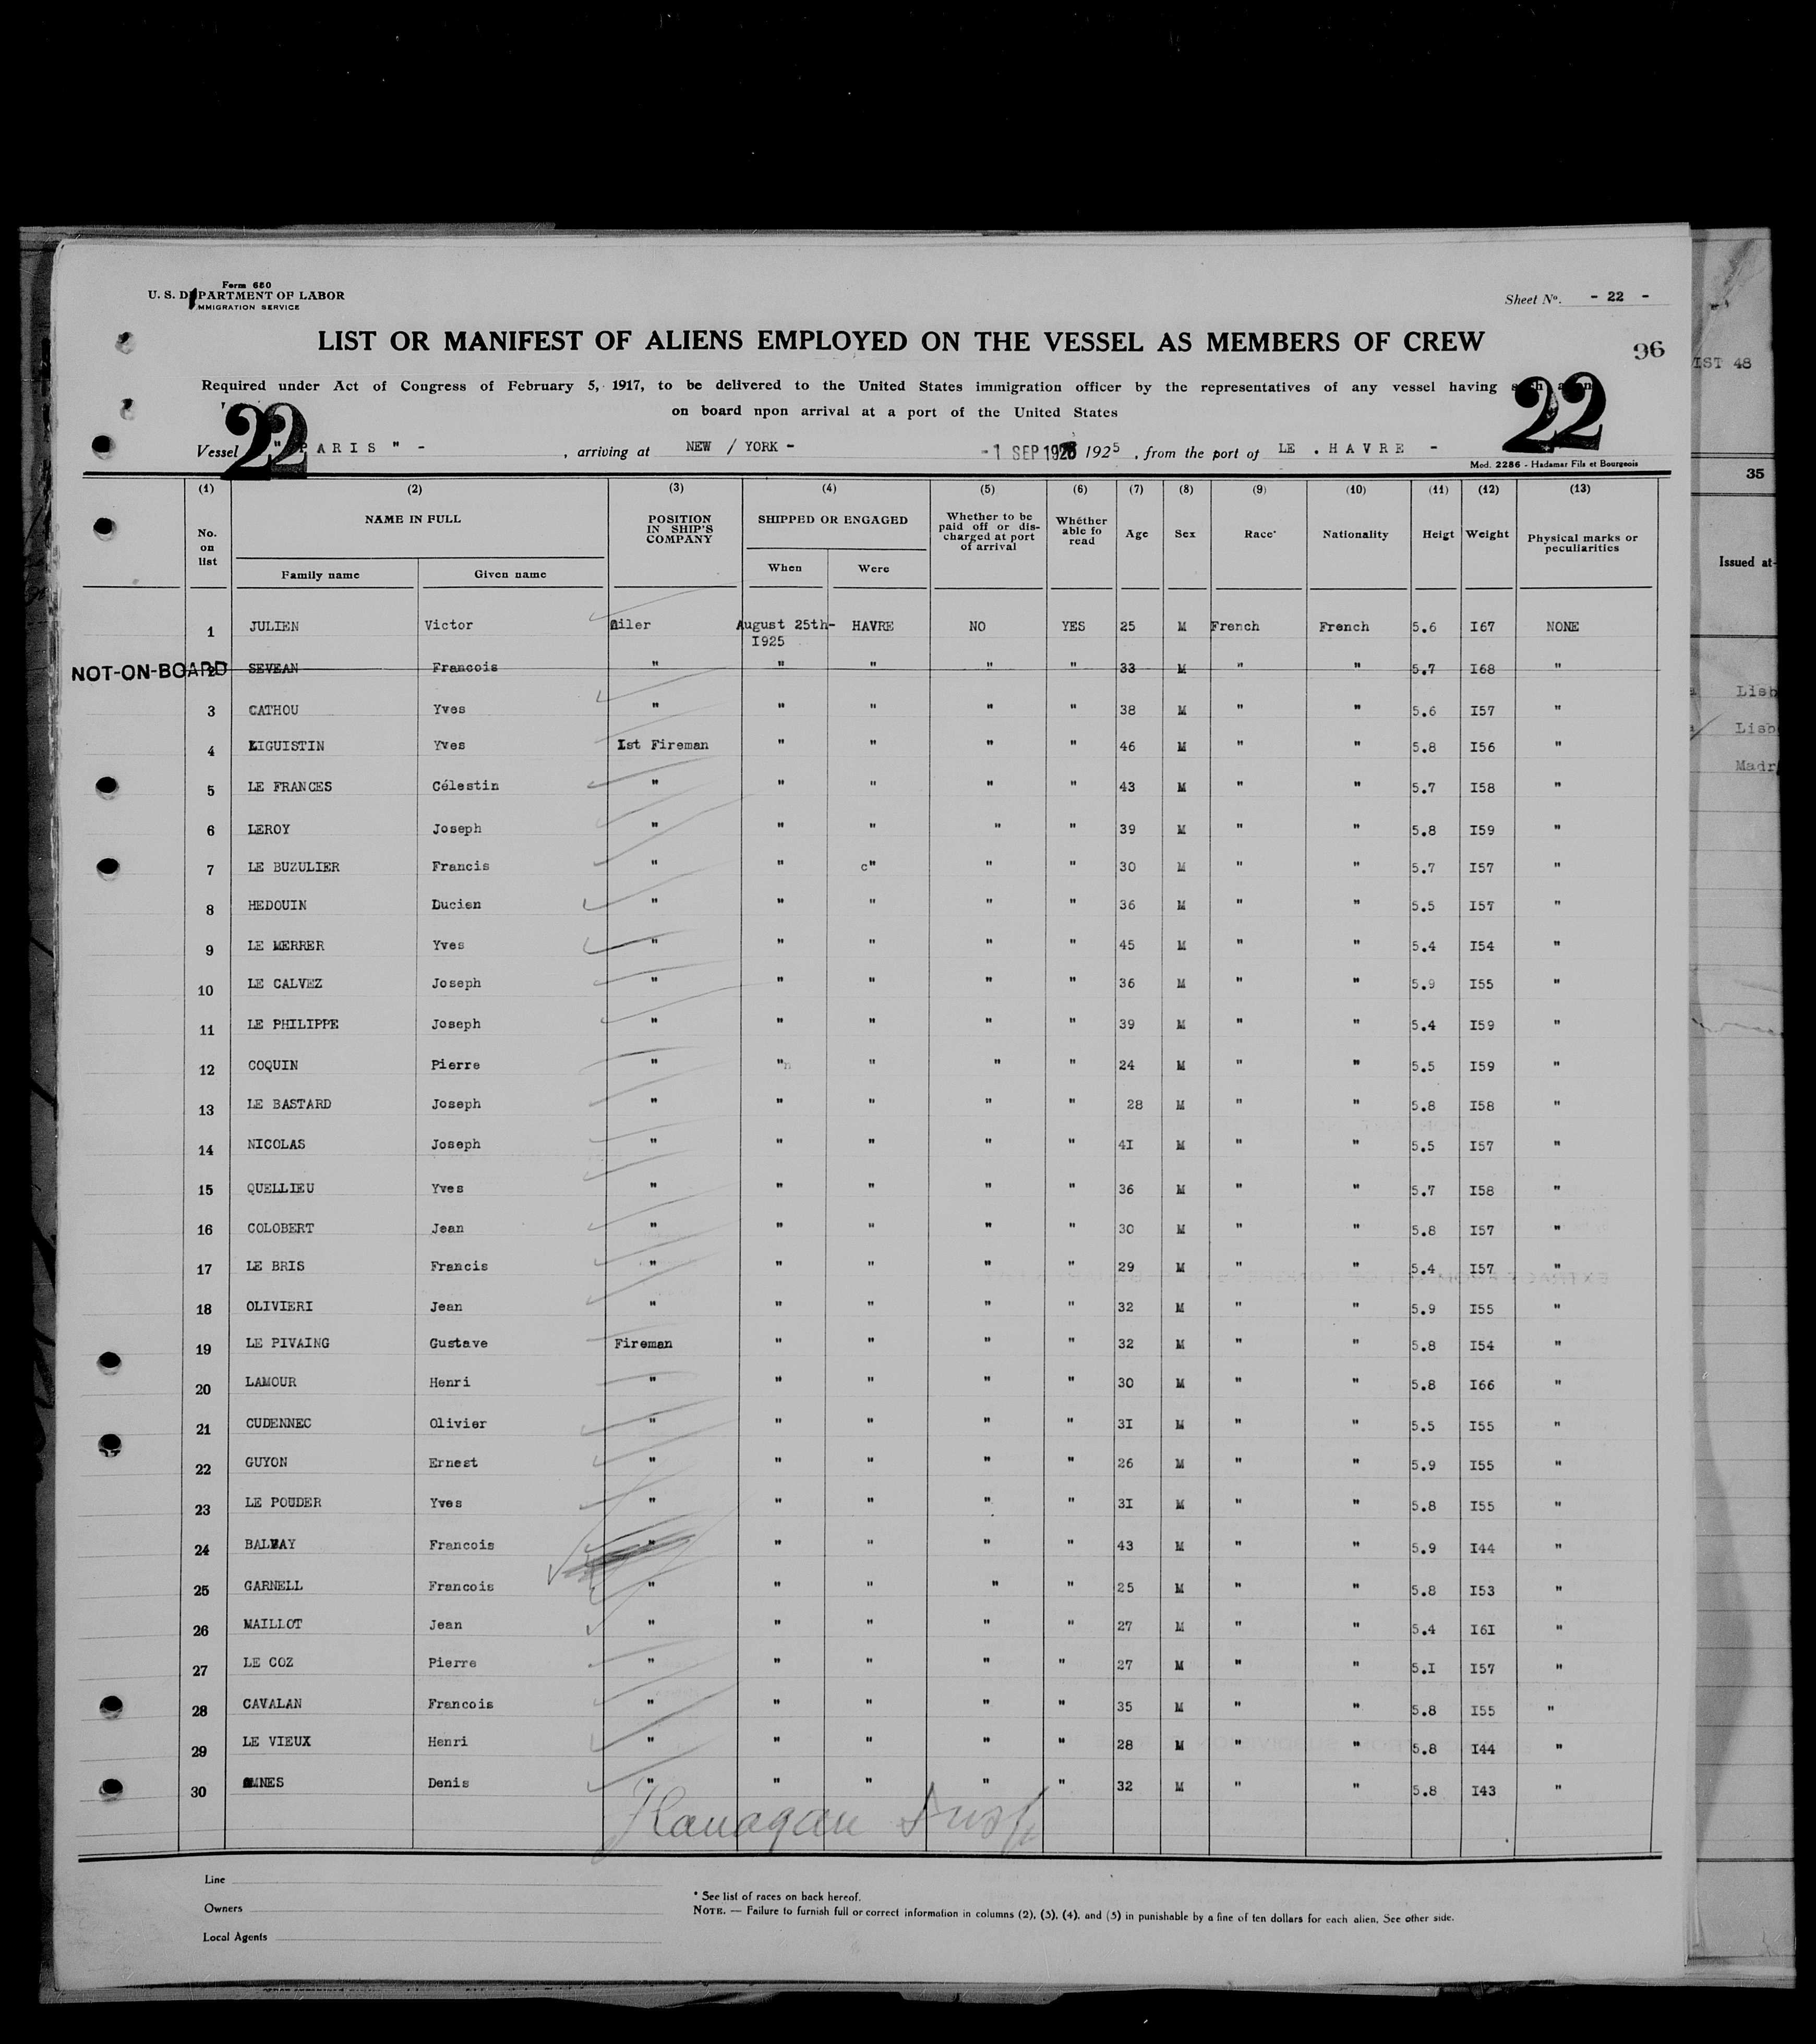 Form 680
U. S. DEPARTMENT OF LABOR
IMMIGRATION SERVICE
Sheet No. - 22 -
LIST OR MANIFEST OF ALIENS EMPLOYED ON THE VESSEL AS MEMBERS OF CREW
96
IST 48
Required under Act of Congress of February 5, 1917, to be delivered to the United States immigration officer by the representatives of any vessel having
on board npon arrival at a port of the United States
22 22
Vessel " PARIS " - , arriving at NEW / YORK - - 1 SEP 1925 1925 , from the port of LE . HAVRE -
Mod. 2286 - Hadamar Fils et Bourgeois
35
(1) (2) (3) (4) (5) (6) (7) (8) (9) (10) (11) (12) (13)
No. on list NAME IN FULL POSITION IN SHIP'S COMPANY SHIPPED OR ENGAGED Whether to be paid off or discharged at port of arrival Whéther able fo read Age Sex Race* Nationality Heigt Weight Physical marks or peculiarities
Issued at-
Family name Given name When Were
1 JULIEN Victor Oiler August 25th- I925 HAVRE NO YES 25 M French French 5.6 I67 NONE
NOT-ON-BOARD 2 SEVEAN Francois " " " " " 33 M " " 5.7 I68 "
3 CATHOU Yves " " " " " 38 M " " 5.6 I57 "
4 LIGUISTIN Yves Ist Fireman " " " " 46 M " " 5.8 I56 "
5 LE FRANCES Célestin " " " " " 43 M " " 5.7 I58 "
6 LEROY Joseph " " " " " 39 M " " 5.8 I59 "
7 LE BUZULIER Francis " " c" " " 30 M " " 5.7 I57 "
8 HEDOUIN Lucien " " " " " 36 M " " 5.5 I57 "
9 LE MERRER Yves " " " " " 45 M " " 5.4 I54 "
10 LE CALVEZ Joseph " " " " " 36 M " " 5.9 I55 "
11 LE PHILIPPE Joseph " " " " " 39 M " " 5.4 I59 "
12 COQUIN Pierre " " " " " 24 M " " 5.5 I59 "
13 LE BASTARD Joseph " " " " " 28 M " " 5.8 I58 "
14 NICOLAS Joseph " " " " " 4I M " " 5.5 I57 "
15 QUELLIEU Yves " " " " " 36 M " " 5.7 I58 "
16 COLOBERT Jean " " " " " 30 M " " 5.8 I57 "
17 LE BRIS Francis " " " " " 29 M " " 5.4 I57 "
18 OLIVIERI Jean " " " " " 32 M " " 5.9 I55 "
19 LE PIVAING Gustave Fireman " " " " 32 M " " 5.8 I54 "
20 LAMOUR Henri " " " " " 30 M " " 5.8 I66 "
21 CUDENNEC Olivier " " " " " 3I M " " 5.5 I55 "
22 GUYON Ernest " " " " " 26 M " " 5.9 I55 "
23 LE POUDER Yves " " " " " 3I M " " 5.8 I55 "
24 BALWAY Francois " " " " " 43 M " " 5.9 I44 "
25 GARNELL Francois " " " " " 25 M " " 5.8 I53 "
26 MAILLOT Jean " " " " " 27 M " " 5.4 I6I "
27 LE COZ Pierre " " " " " 27 M " " 5.I I57 "
28 CAVALAN Francois " " " " " 35 M " " 5.8 I55 "
29 LE VIEUX Henri " " " " " 28 M " " 5.8 I44 "
30 OMNES Denis " " " " " 32 M " " 5.8 I43 "
Flanagan
Line
Owners
Local Agents
* See list of races on back hereof.
NOTE. — Failure to furnish full or correct information in columns (2), (3), (4), and (5) in punishable by a fine of ten dollars for each alien, See other side.